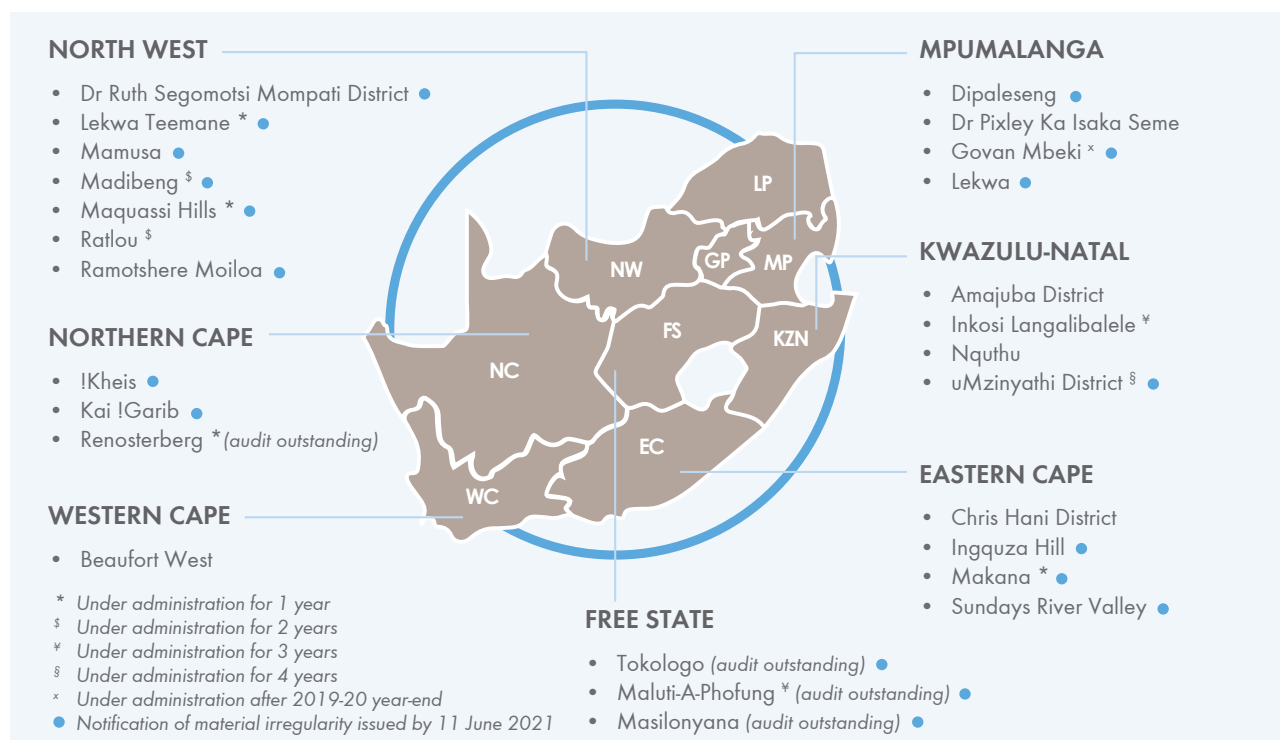 NORTH WEST
• Dr Ruth Segomotsi Mompati District ●
• Lekwa Teemane * ●
• Mamusa ●
• Madibeng $ ●
• Maquassi Hills * ●
• Ratlou $
• Ramotshere Moiloa ●
NORTHERN CAPE
• !Kheis ●
• Kai !Garib ●
• Renosterberg * (audit outstanding)
WESTERN CAPE
• Beaufort West
* Under administration for 1 year
$ Under administration for 2 years
¥ Under administration for 3 years
§ Under administration for 4 years
x Under administration after 2019-20 year-end
● Notification of material irregularity issued by 11 June 2021
LP
NW
GP
MP
FS
KZN
NC
EC
WC
FREE STATE
• Tokologo (audit outstanding) ●
• Maluti-A-Phofung ¥ (audit outstanding) ●
• Masilonyana (audit outstanding) ●
MPUMALANGA
• Dipaleseng ●
• Dr Pixley Ka Isaka Seme
• Govan Mbeki x ●
• Lekwa ●
KWAZULU-NATAL
• Amajuba District
• Inkosi Langalibalele ¥
• Nquthu
• uMzinyathi District § ●
EASTERN CAPE
• Chris Hani District
• Ingquza Hill ●
• Makana * ●
• Sundays River Valley ●